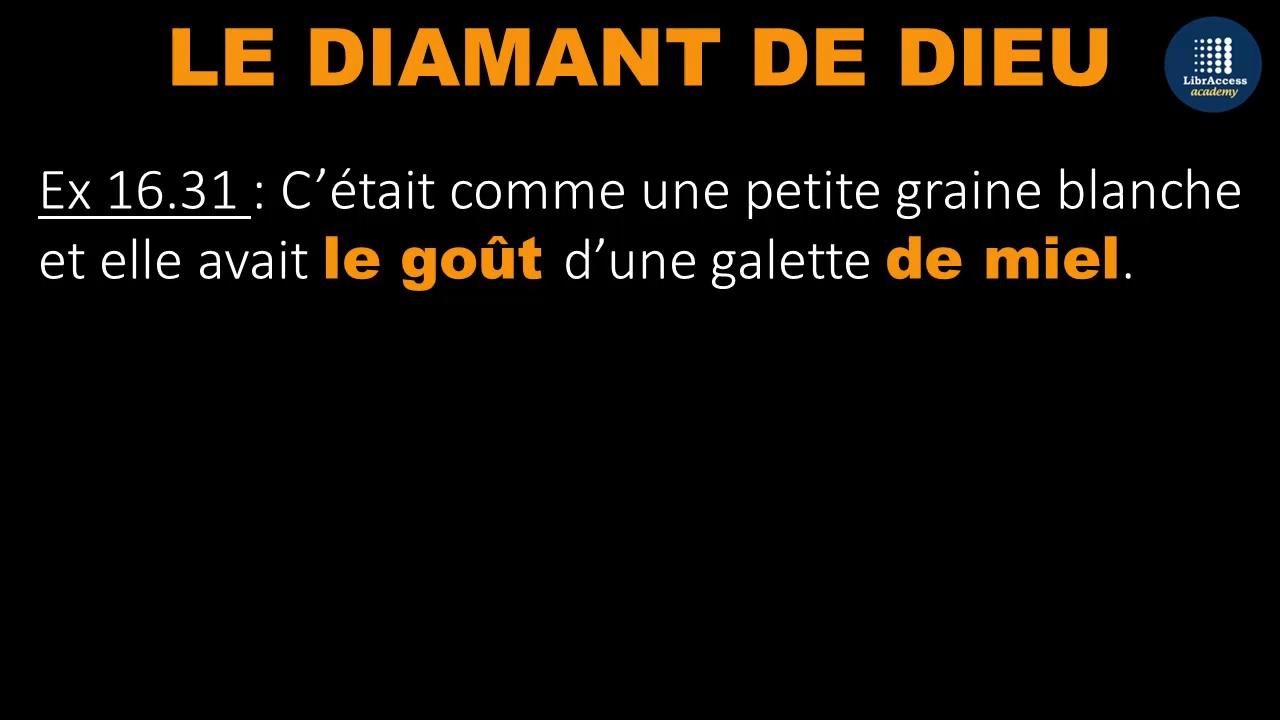 LE DIAMANT DE DIEU
LibrAccess
academy
Ex 16.31 : C’était comme une petite graine blanche
et elle avait le goût d’une galette de miel.